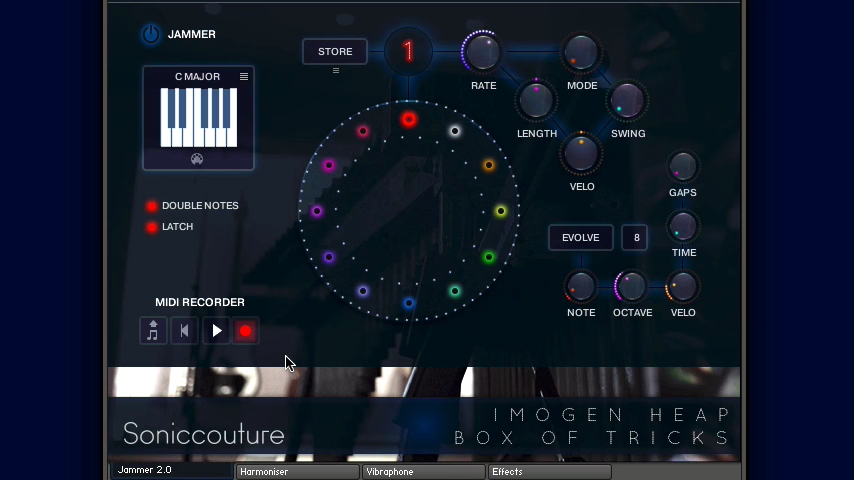 JAMMER
STORE
1
RATE
MODE
C MAJOR
LENGTH
SWING
VELO
GAPS
DOUBLE NOTES
LATCH
EVOLVE
8
TIME
MIDI RECORDER
NOTE
OCTAVE
VELO
Soniccouture
IMOGEN HEAP
BOX OF TRICKS
Jammer 2.0
Harmoniser
Vibraphone
Effects